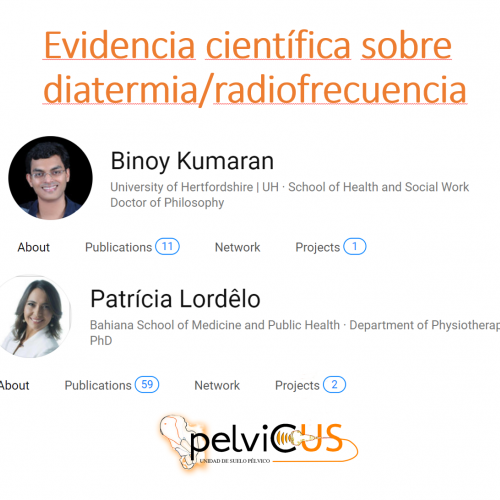 Evidencia científica sobre
diatermia/radiofrecuencia
Binoy Kumaran
University of Hertfordshire | UH · School of Health and Social Work
Doctor of Philosophy
About Publications 11 Network Projects 1
Patrícia Lordêlo
Bahiana School of Medicine and Public Health · Department of Physiotherap
PhD
About Publications 59 Network Projects 2
pelviCUS
UNIDAD DE SUELO PÉLVICO